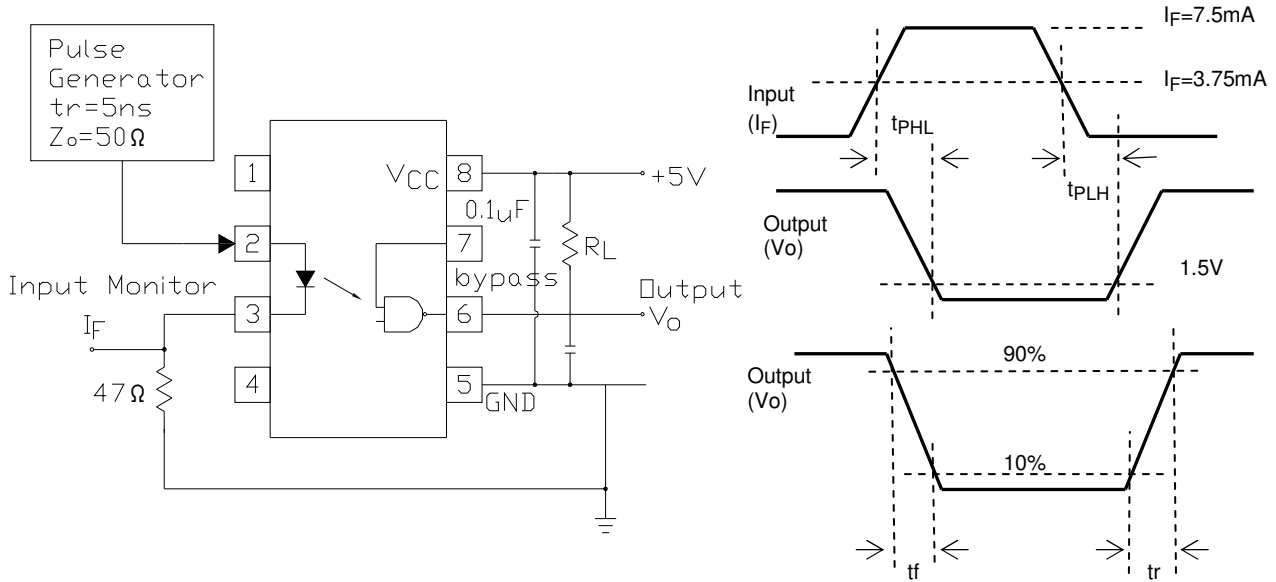 Pulse
Generator
tr=5ns
Zo=50Ω
1
2
3
4
VCC
8
7
6
5
0.1uF
bypass
RL
+5V
Output
Vo
GND
Input Monitor
IF
47Ω
IF=7.5mA
IF=3.75mA
Input
(IF)
tPHL
tPLH
Output
(Vo)
1.5V
Output
(Vo)
90%
10%
tf
tr